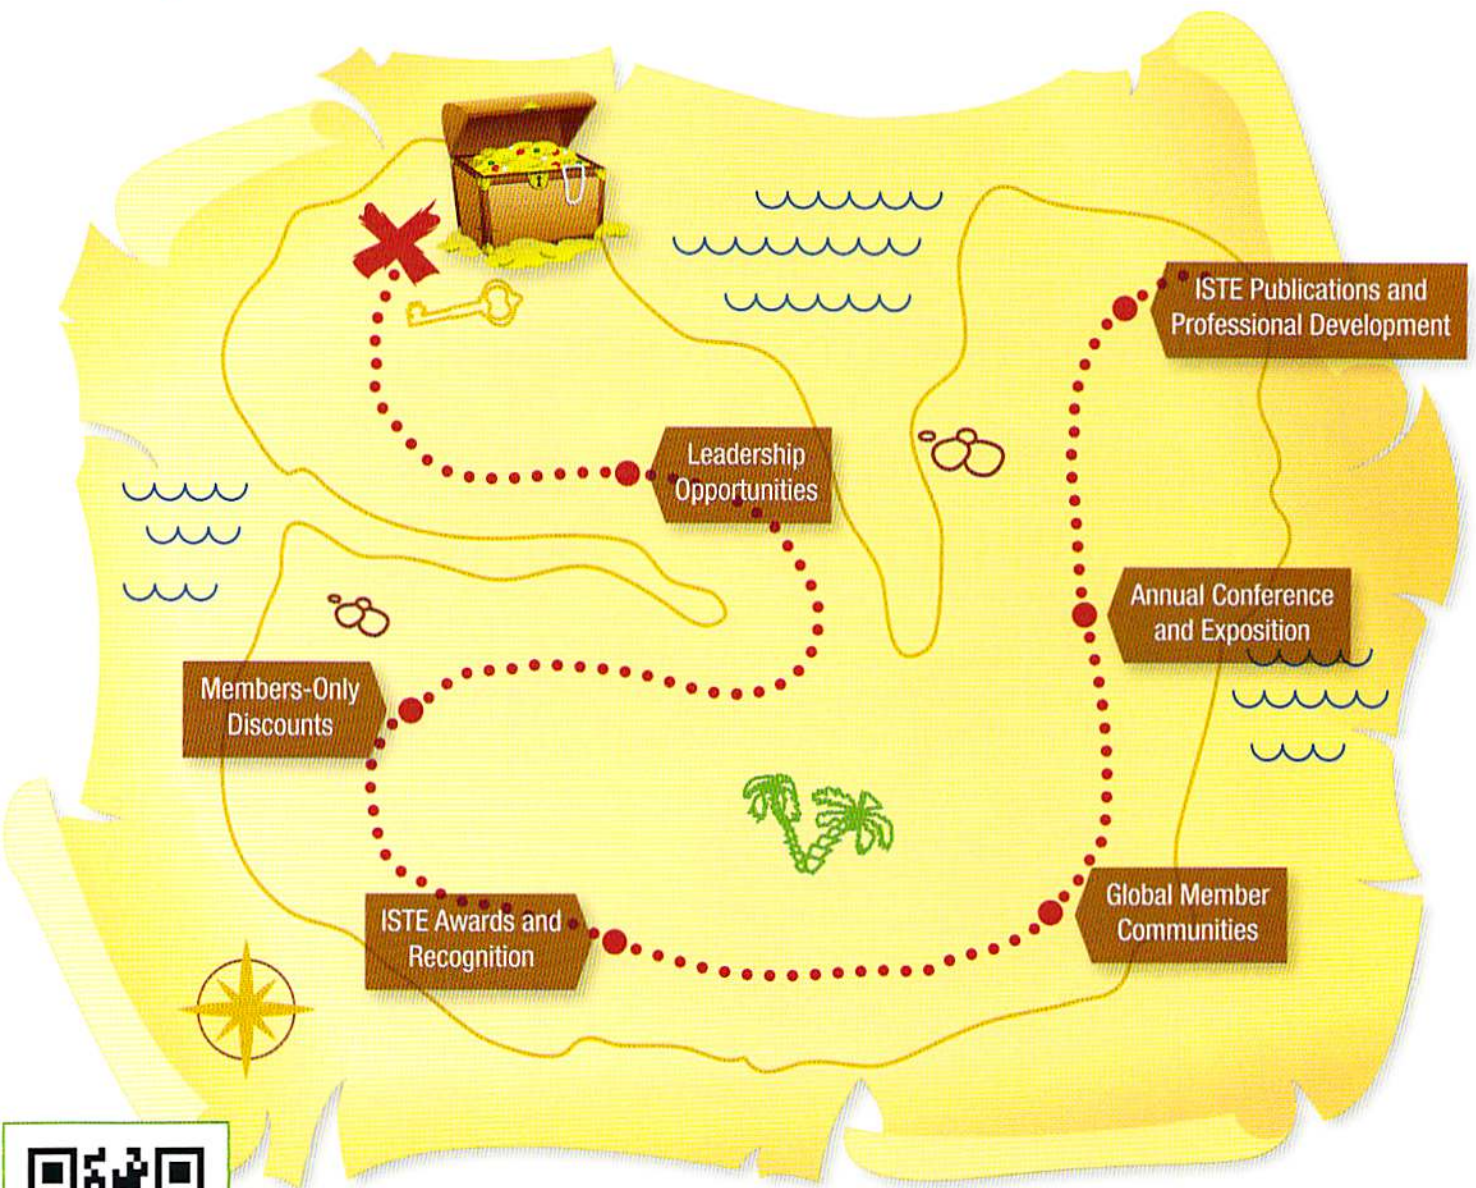 ISTE Publications and
Professional Development
Leadership
Opportunities
Annual Conference
and Exposition
Members-Only
Discounts
Global Member
Communities
ISTE Awards and
Recognition